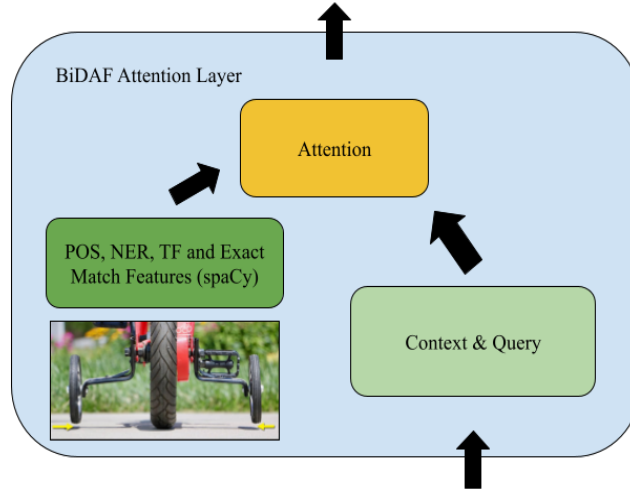 BiDAF Attention Layer
Attention
POS, NER, TF and Exact
Match Features (spaCy)
Context & Query